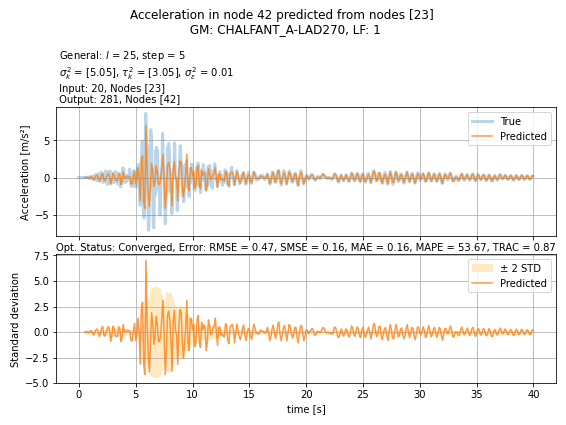 Acceleration in node 42 predicted from nodes [23]
GM: CHALFANT_A-LAD270, LF: 1
General: l = 25, step = 5
σ_k² = [5.05], τ_k² = [3.05], σ_ε² = 0.01
Input: 20, Nodes [23]
Output: 281, Nodes [42]
Acceleration [m/s²]
5
0
−5
True
Predicted
Opt. Status: Converged, Error: RMSE = 0.47, SMSE = 0.16, MAE = 0.16, MAPE = 53.67, TRAC = 0.87
Standard deviation
7.5
5.0
2.5
0.0
−2.5
−5.0
± 2 STD
Predicted
0 5 10 15 20 25 30 35 40
time [s]